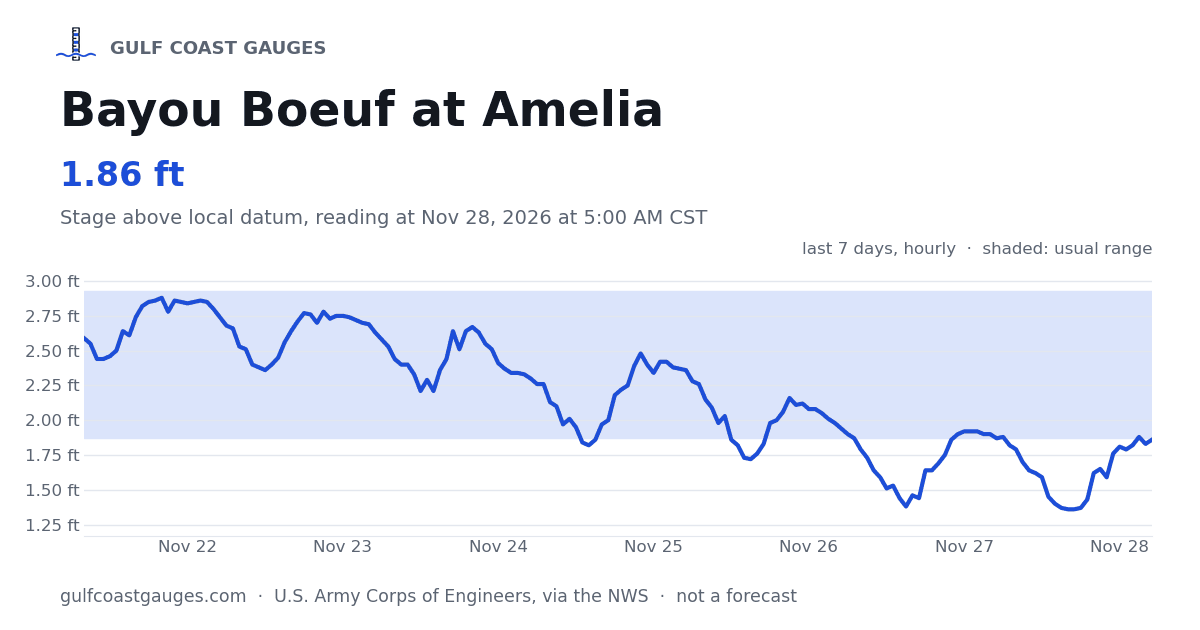 GULF COAST GAUGES
Bayou Boeuf at Amelia
1.86 ft
Stage above local datum, reading at Nov 28, 2026 at 5:00 AM CST
last 7 days, hourly · shaded: usual range
3.00 ft
2.75 ft
2.50 ft
2.25 ft
2.00 ft
1.75 ft
1.50 ft
1.25 ft
Nov 22 Nov 23 Nov 24 Nov 25 Nov 26 Nov 27 Nov 28
gulfcoastgauges.com · U.S. Army Corps of Engineers, via the NWS · not a forecast